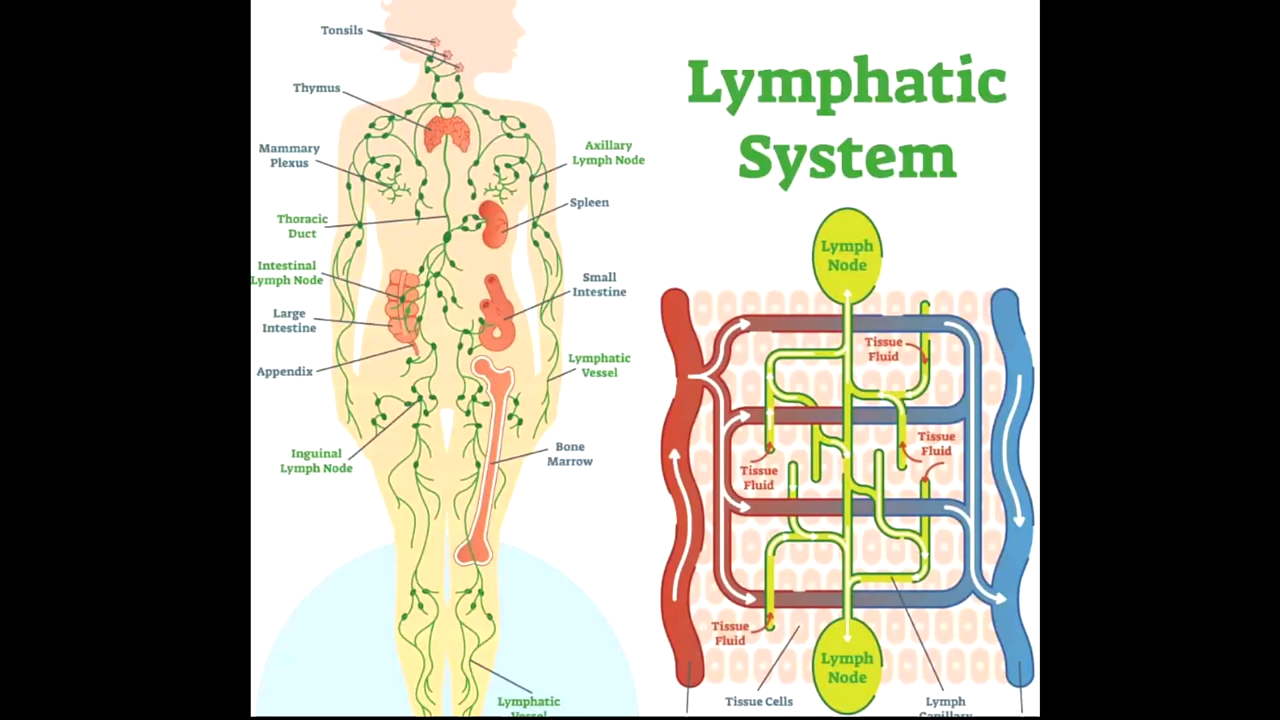 Tonsils
Thymus
Mammary
Plexus
Thoracic
Duct
Intestinal
Lymph Node
Large
Intestine
Appendix
Inguinal
Lymph Node
Axillary
Lymph Node
Spleen
Small
Intestine
Lymphatic
Vessel
Bone
Marrow
Lymphatic
Vessel
Lymphatic
System
Lymph
Node
Tissue
Fluid
Tissue
Fluid
Tissue
Fluid
Tissue
Fluid
Lymph
Node
Tissue Cells
Lymph
Capillary